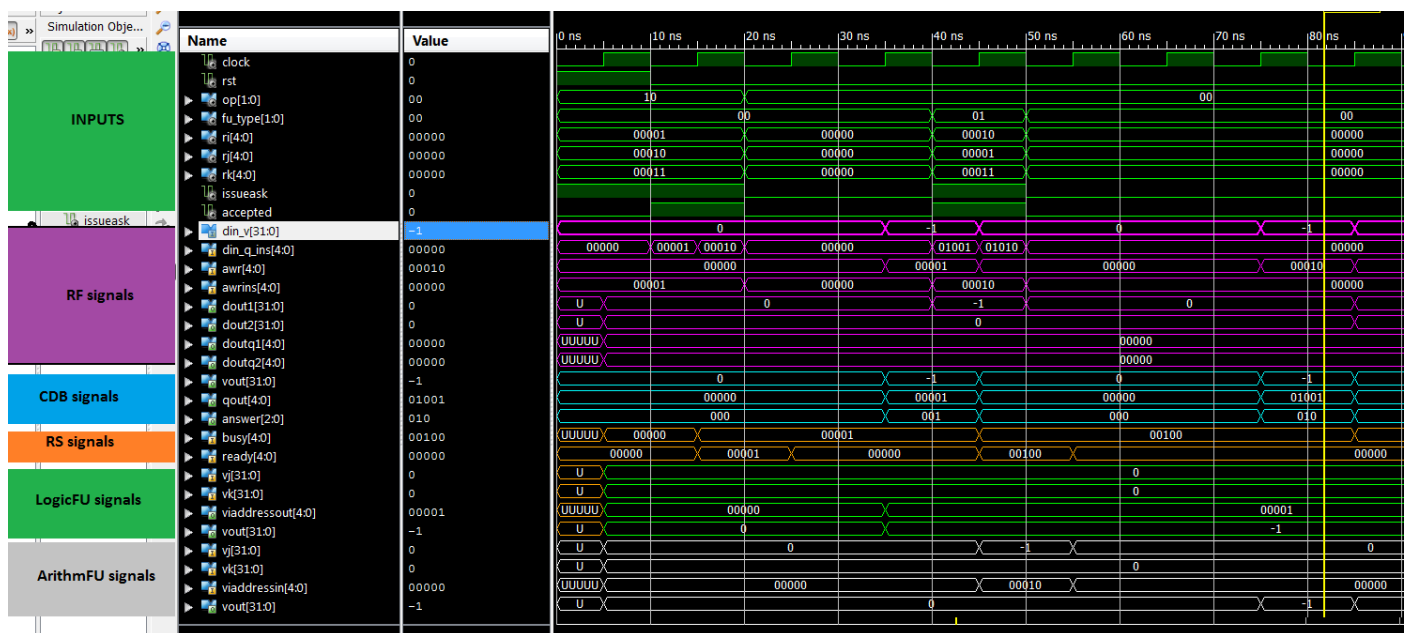 Simulation Obje...
»
»
issueask
INPUTS
RF signals
CDB signals
RS signals
LogicFU signals
ArithmFU signals
Name Value
0 ns 10 ns 20 ns 30 ns 40 ns 50 ns 60 ns 70 ns 80 ns
clock 0
rst 0
op[1:0] 00 10 00
fu_type[1:0] 00 00 01 00
ri[4:0] 00000 00001 00000 00010 00000
rj[4:0] 00000 00010 00000 00001 00000
rk[4:0] 00000 00011 00000 00011 00000
issueask 0
accepted 0
din_v[31:0] -1 0 -1 0 -1
din_q_ins[4:0] 00000 00000 00001 00010 00000 01001 01010 00000
awr[4:0] 00010 00000 00001 00000 00010
awrins[4:0] 00000 00001 00000 00010 00000
dout1[31:0] 0 U 0 -1 0
dout2[31:0] 0 U 0
doutq1[4:0] 00000 UUUUU 00000
doutq2[4:0] 00000 UUUUU 00000
vout[31:0] -1 0 -1 0 -1
qout[4:0] 01001 00000 00001 00000 01001
answer[2:0] 010 000 001 000 010
busy[4:0] 00100 UUUUU 00000 00001 00100
ready[4:0] 00000 00000 00001 00000 00100 00000
vj[31:0] 0 U 0
vk[31:0] 0 U 0
viaddressout[4:0] 00001 UUUUU 00000 00001
vout[31:0] -1 U 0 -1
vj[31:0] 0 U 0 -1 0
vk[31:0] 0 U 0
viaddressin[4:0] 00000 UUUUU 00000 00010 00000
vout[31:0] -1 U 0 -1